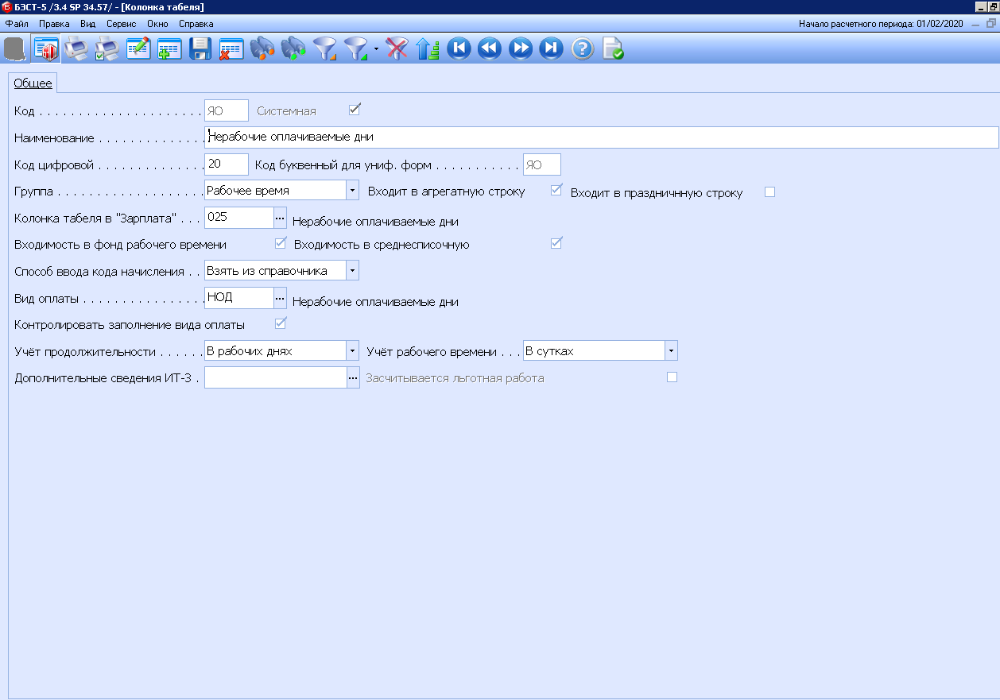 БЭСТ-5 /3.4 SP 34.57/ - [Колонка табеля]
Файл Правка Вид Сервис Окно Справка Начало расчетного периода: 01/02/2020
Общее
Код . . . . . . . . . . . . . . . . . . . . . ЯО Системная
Наименование . . . . . . . . . . . . . . Нерабочие оплачиваемые дни
Код цифровой . . . . . . . . . . . . . . 20 Код буквенный для униф. форм . . . . . . . . . . . ЯО
Группа . . . . . . . . . . . . . . . . . . . Рабочее время Входит в агрегатную строку Входит в праздничнную строку
Колонка табеля в "Зарплата" . . . 025 ... Нерабочие оплачиваемые дни
Входимость в фонд рабочего времени Входимость в среднесписочную
Способ ввода кода начисления . . Взять из справочника
Вид оплаты . . . . . . . . . . . . . . . . НОД ... Нерабочие оплачиваемые дни
Контролировать заполнение вида оплаты
Учёт продолжительности . . . . . . В рабочих днях Учёт рабочего времени . . . В сутках
Дополнительные сведения ИТ-3 . ... Засчитывается льготная работа